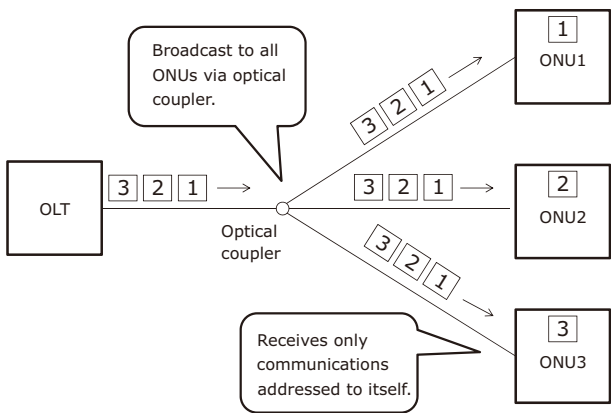 Broadcast to all
ONUs via optical
coupler.
3 2 1
1
ONU1
OLT
3 2 1
3 2 1
2
ONU2
Optical
coupler
3 2 1
3
ONU3
Receives only
communications
addressed to itself.